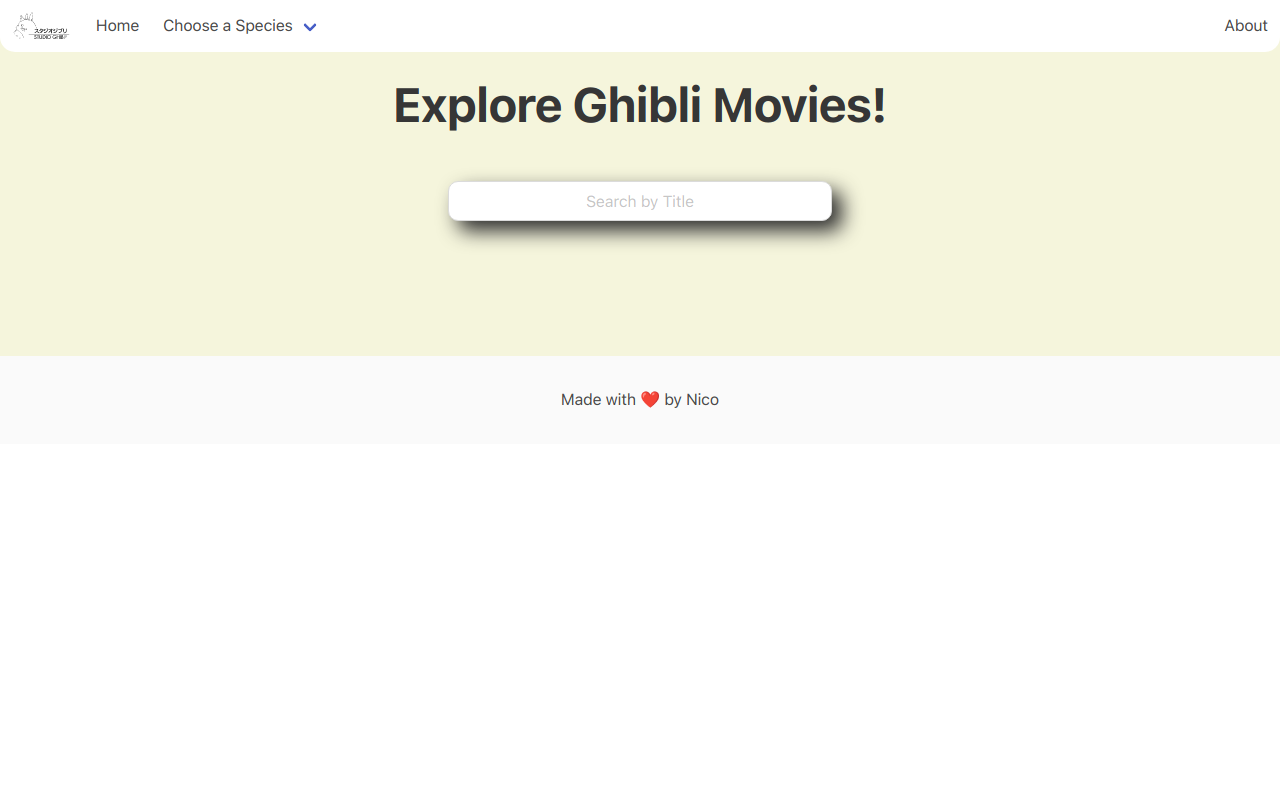 スタジオジブリ
STUDIO GHIBLI
Home
Choose a Species
About
Explore Ghibli Movies!
Search by Title
Made with ❤️ by Nico